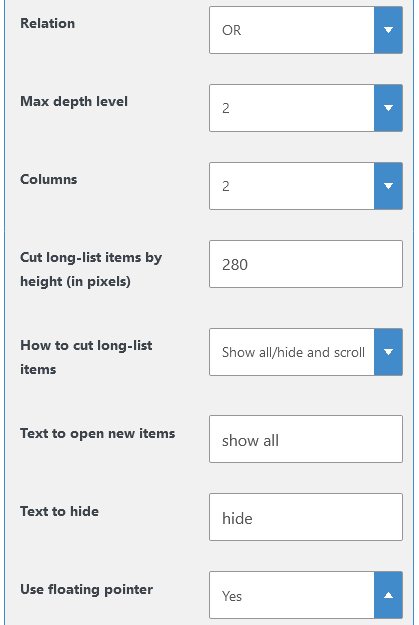 Relation
OR
Max depth level
2
Columns
2
Cut long-list items by
height (in pixels)
280
How to cut long-list
items
Show all/hide and scroll
Text to open new items
show all
Text to hide
hide
Use floating pointer
Yes